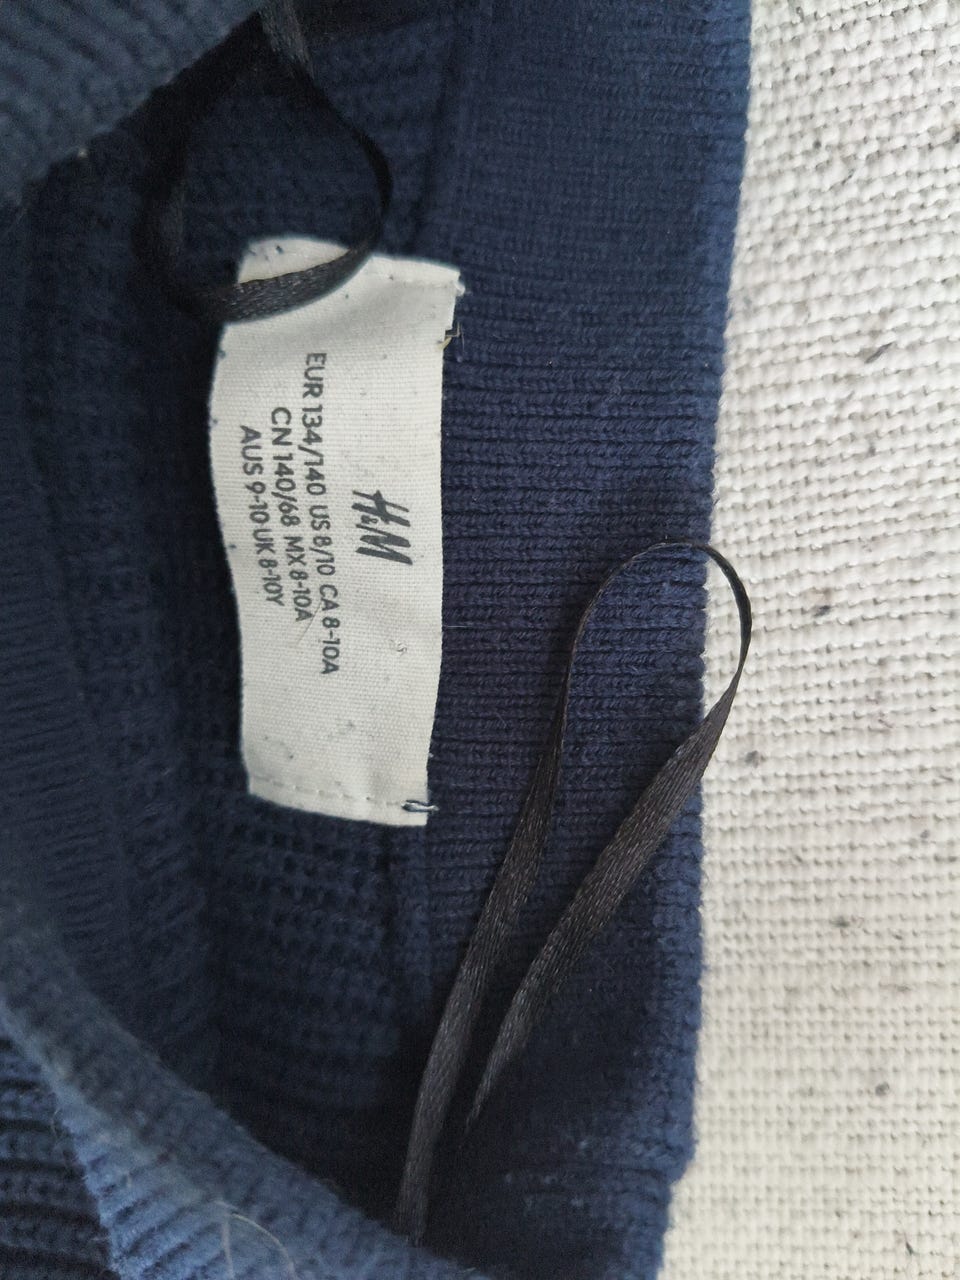 H&M
EUR 134/140 US 8/10 CA 8-10A
CN 140/68 MX 8-10A
AUS 9-10 UK 8-10Y